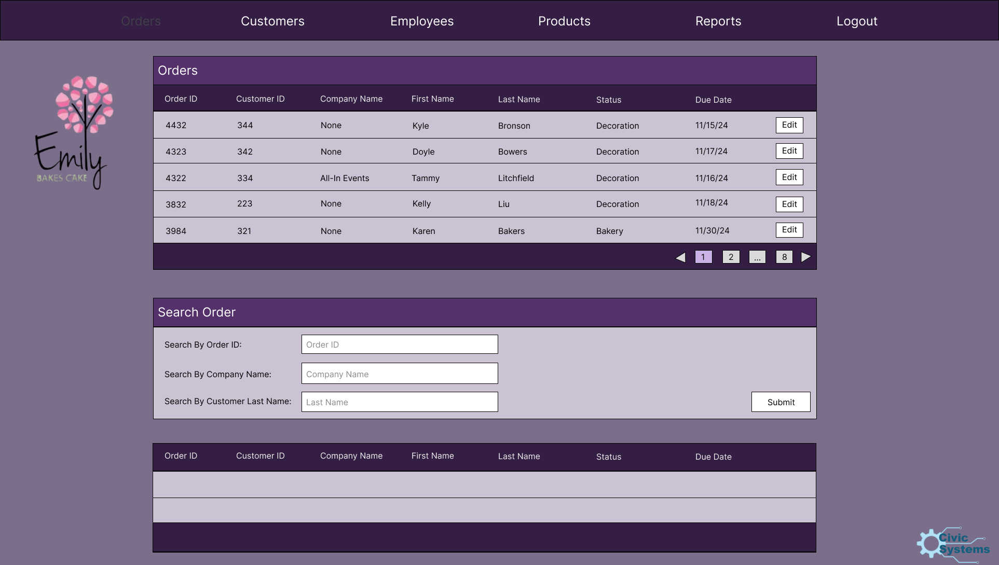 Orders Customers Employees Products Reports Logout
Emily
BAKES CAKE
Orders
Order ID Customer ID Company Name First Name Last Name Status Due Date
4432 344 None Kyle Bronson Decoration 11/15/24 Edit
4323 342 None Doyle Bowers Decoration 11/17/24 Edit
4322 334 All-In Events Tammy Litchfield Decoration 11/16/24 Edit
3832 223 None Kelly Liu Decoration 11/18/24 Edit
3984 321 None Karen Bakers Bakery 11/30/24 Edit
1 2 ... 8
Search Order
Search By Order ID: Order ID
Search By Company Name: Company Name
Search By Customer Last Name: Last Name
Submit
Order ID Customer ID Company Name First Name Last Name Status Due Date
Civic
Systems